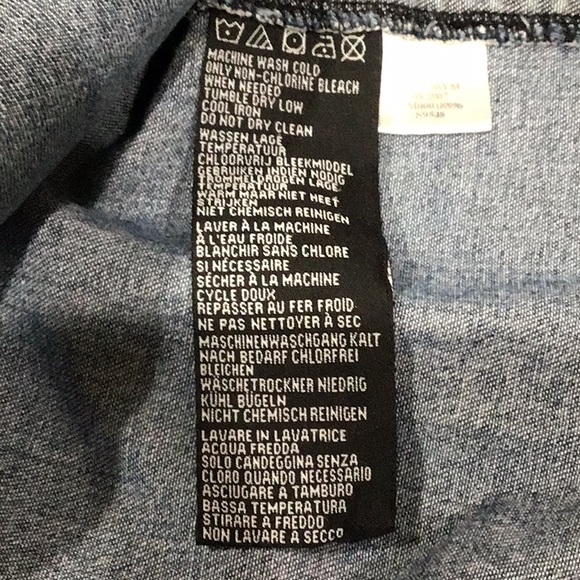 MACHINE WASH COLD
ONLY NON-CHLORINE BLEACH
WHEN NEEDED
TUMBLE DRY LOW
COOL IRON
DO NOT DRY CLEAN
WASSEN LAGE
TEMPERATUUR
CHLOORVRIJ BLEEKMIDDEL
GEBRUIKEN INDIEN NODIG
TROMMELDROGEN LAGE
TEMPERATUUR
WARM MAAR NIET HEET
STRIJKEN
NIET CHEMISCH REINIGEN
LAVER À LA MACHINE
À L'EAU FROIDE
BLANCHIR SANS CHLORE
SI NÉCESSAIRE
SÉCHER À LA MACHINE
CYCLE DOUX
REPASSER AU FER FROID
NE PAS NETTOYER À SEC
MASCHINENWASCHGANG KALT
NACH BEDARF CHLORFREI
BLEICHEN
WÄSCHETROCKNER NIEDRIG
KÜHL BÜGELN
NICHT CHEMISCH REINIGEN
LAVARE IN LAVATRICE
ACQUA FREDDA
SOLO CANDEGGINA SENZA
CLORO QUANDO NECESSARIO
ASCIUGARE A TAMBURO
BASSA TEMPERATURA
STIRARE A FREDDO
NON LAVARE A SECCO